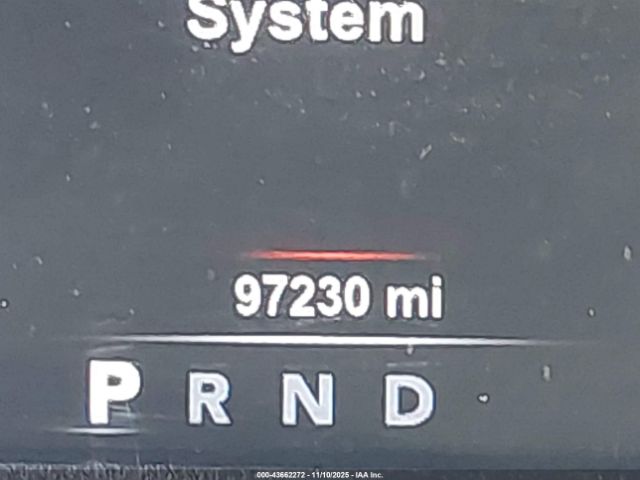 System
97230 mi
P R N D
000-43662272 - 11/10/2025 - IAA Inc.